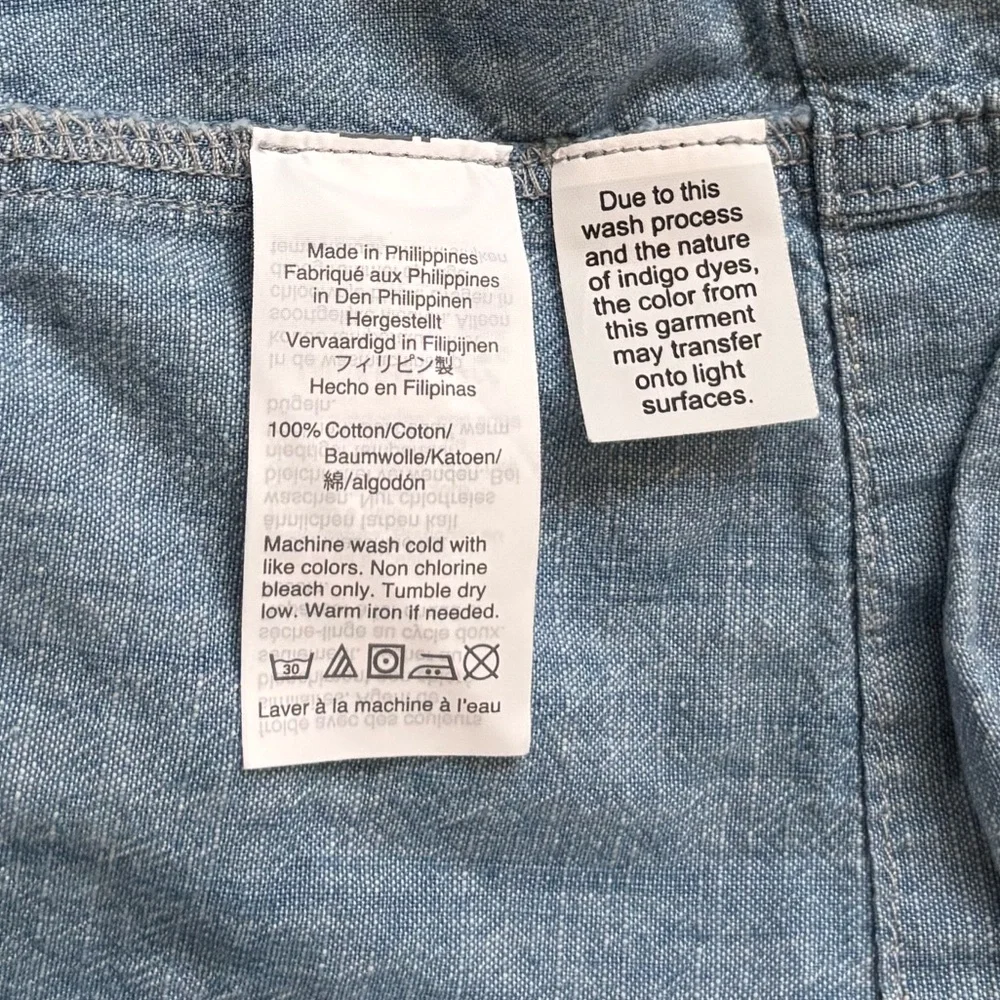 Made in Philippines
Fabriqué aux Philippines
in Den Philippinen
Hergestellt
Vervaardigd in Filipijnen
フィリピン製
Hecho en Filipinas
100% Cotton/Coton/
Baumwolle/Katoen/
綿/algodón
Machine wash cold with
like colors. Non chlorine
bleach only. Tumble dry
low. Warm iron if needed.
30
Laver à la machine à l'eau
Due to this
wash process
and the nature
of indigo dyes,
the color from
this garment
may transfer
onto light
surfaces.